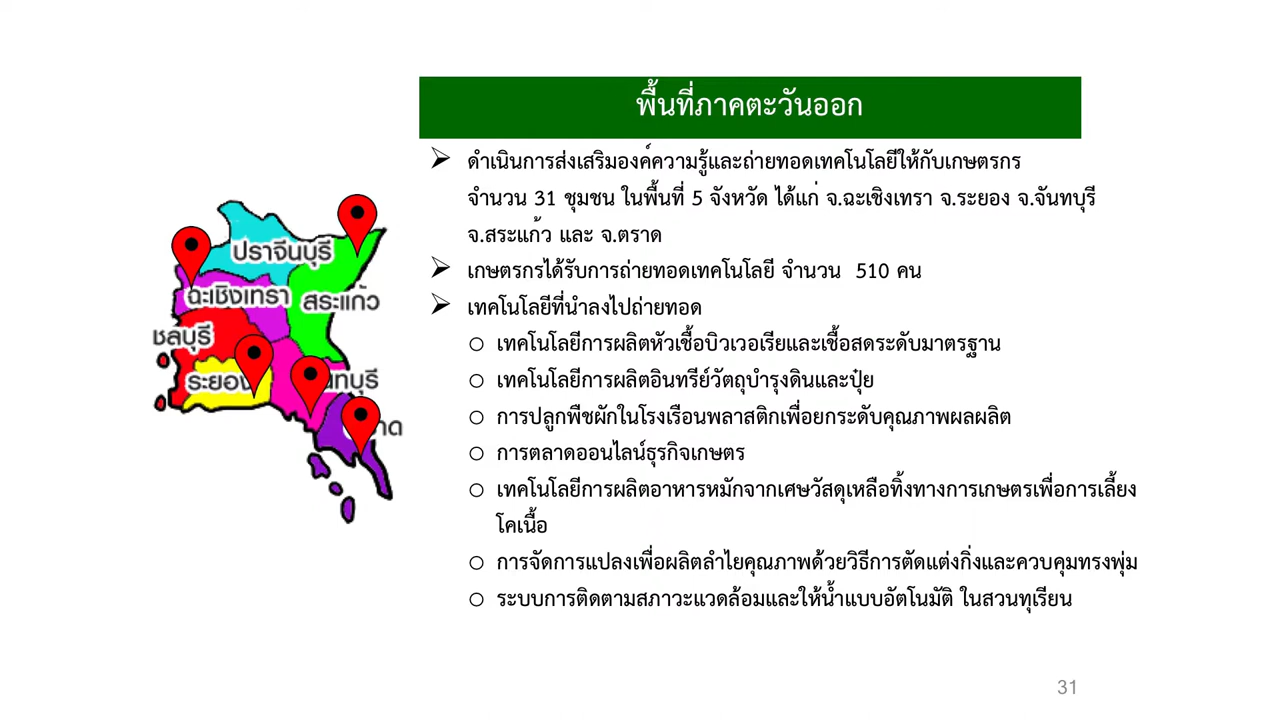 พื้นที่ภาคตะวันออก
➢ ดำเนินการส่งเสริมองค์ความรู้และถ่ายทอดเทคโนโลยีให้กับเกษตรกร
จำนวน 31 ชุมชน ในพื้นที่ 5 จังหวัด ได้แก่ จ.ฉะเชิงเทรา จ.ระยอง จ.จันทบุรี
จ.สระแก้ว และ จ.ตราด
➢ เกษตรกรได้รับการถ่ายทอดเทคโนโลยี จำนวน 510 คน
➢ เทคโนโลยีที่นำลงไปถ่ายทอด
o เทคโนโลยีการผลิตหัวเชื้อบิวเวอเรียและเชื้อสดระดับมาตรฐาน
o เทคโนโลยีการผลิตอินทรีย์วัตถุบำรุงดินและปุ๋ย
o การปลูกพืชผักในโรงเรือนพลาสติกเพื่อยกระดับคุณภาพผลผลิต
o การตลาดออนไลน์ธุรกิจเกษตร
o เทคโนโลยีการผลิตอาหารหมักจากเศษวัสดุเหลือทิ้งทางการเกษตรเพื่อการเลี้ยง
โคเนื้อ
o การจัดการแปลงเพื่อผลิตลำไยคุณภาพด้วยวิธีการตัดแต่งกิ่งและควบคุมทรงพุ่ม
o ระบบการติดตามสภาวะแวดล้อมและให้น้ำแบบอัตโนมัติ ในสวนทุเรียน
ปราจีนบุรี
ฉะเชิงเทรา
สระแก้ว
ชลบุรี
ระยอง
นทบุรี
าด
31